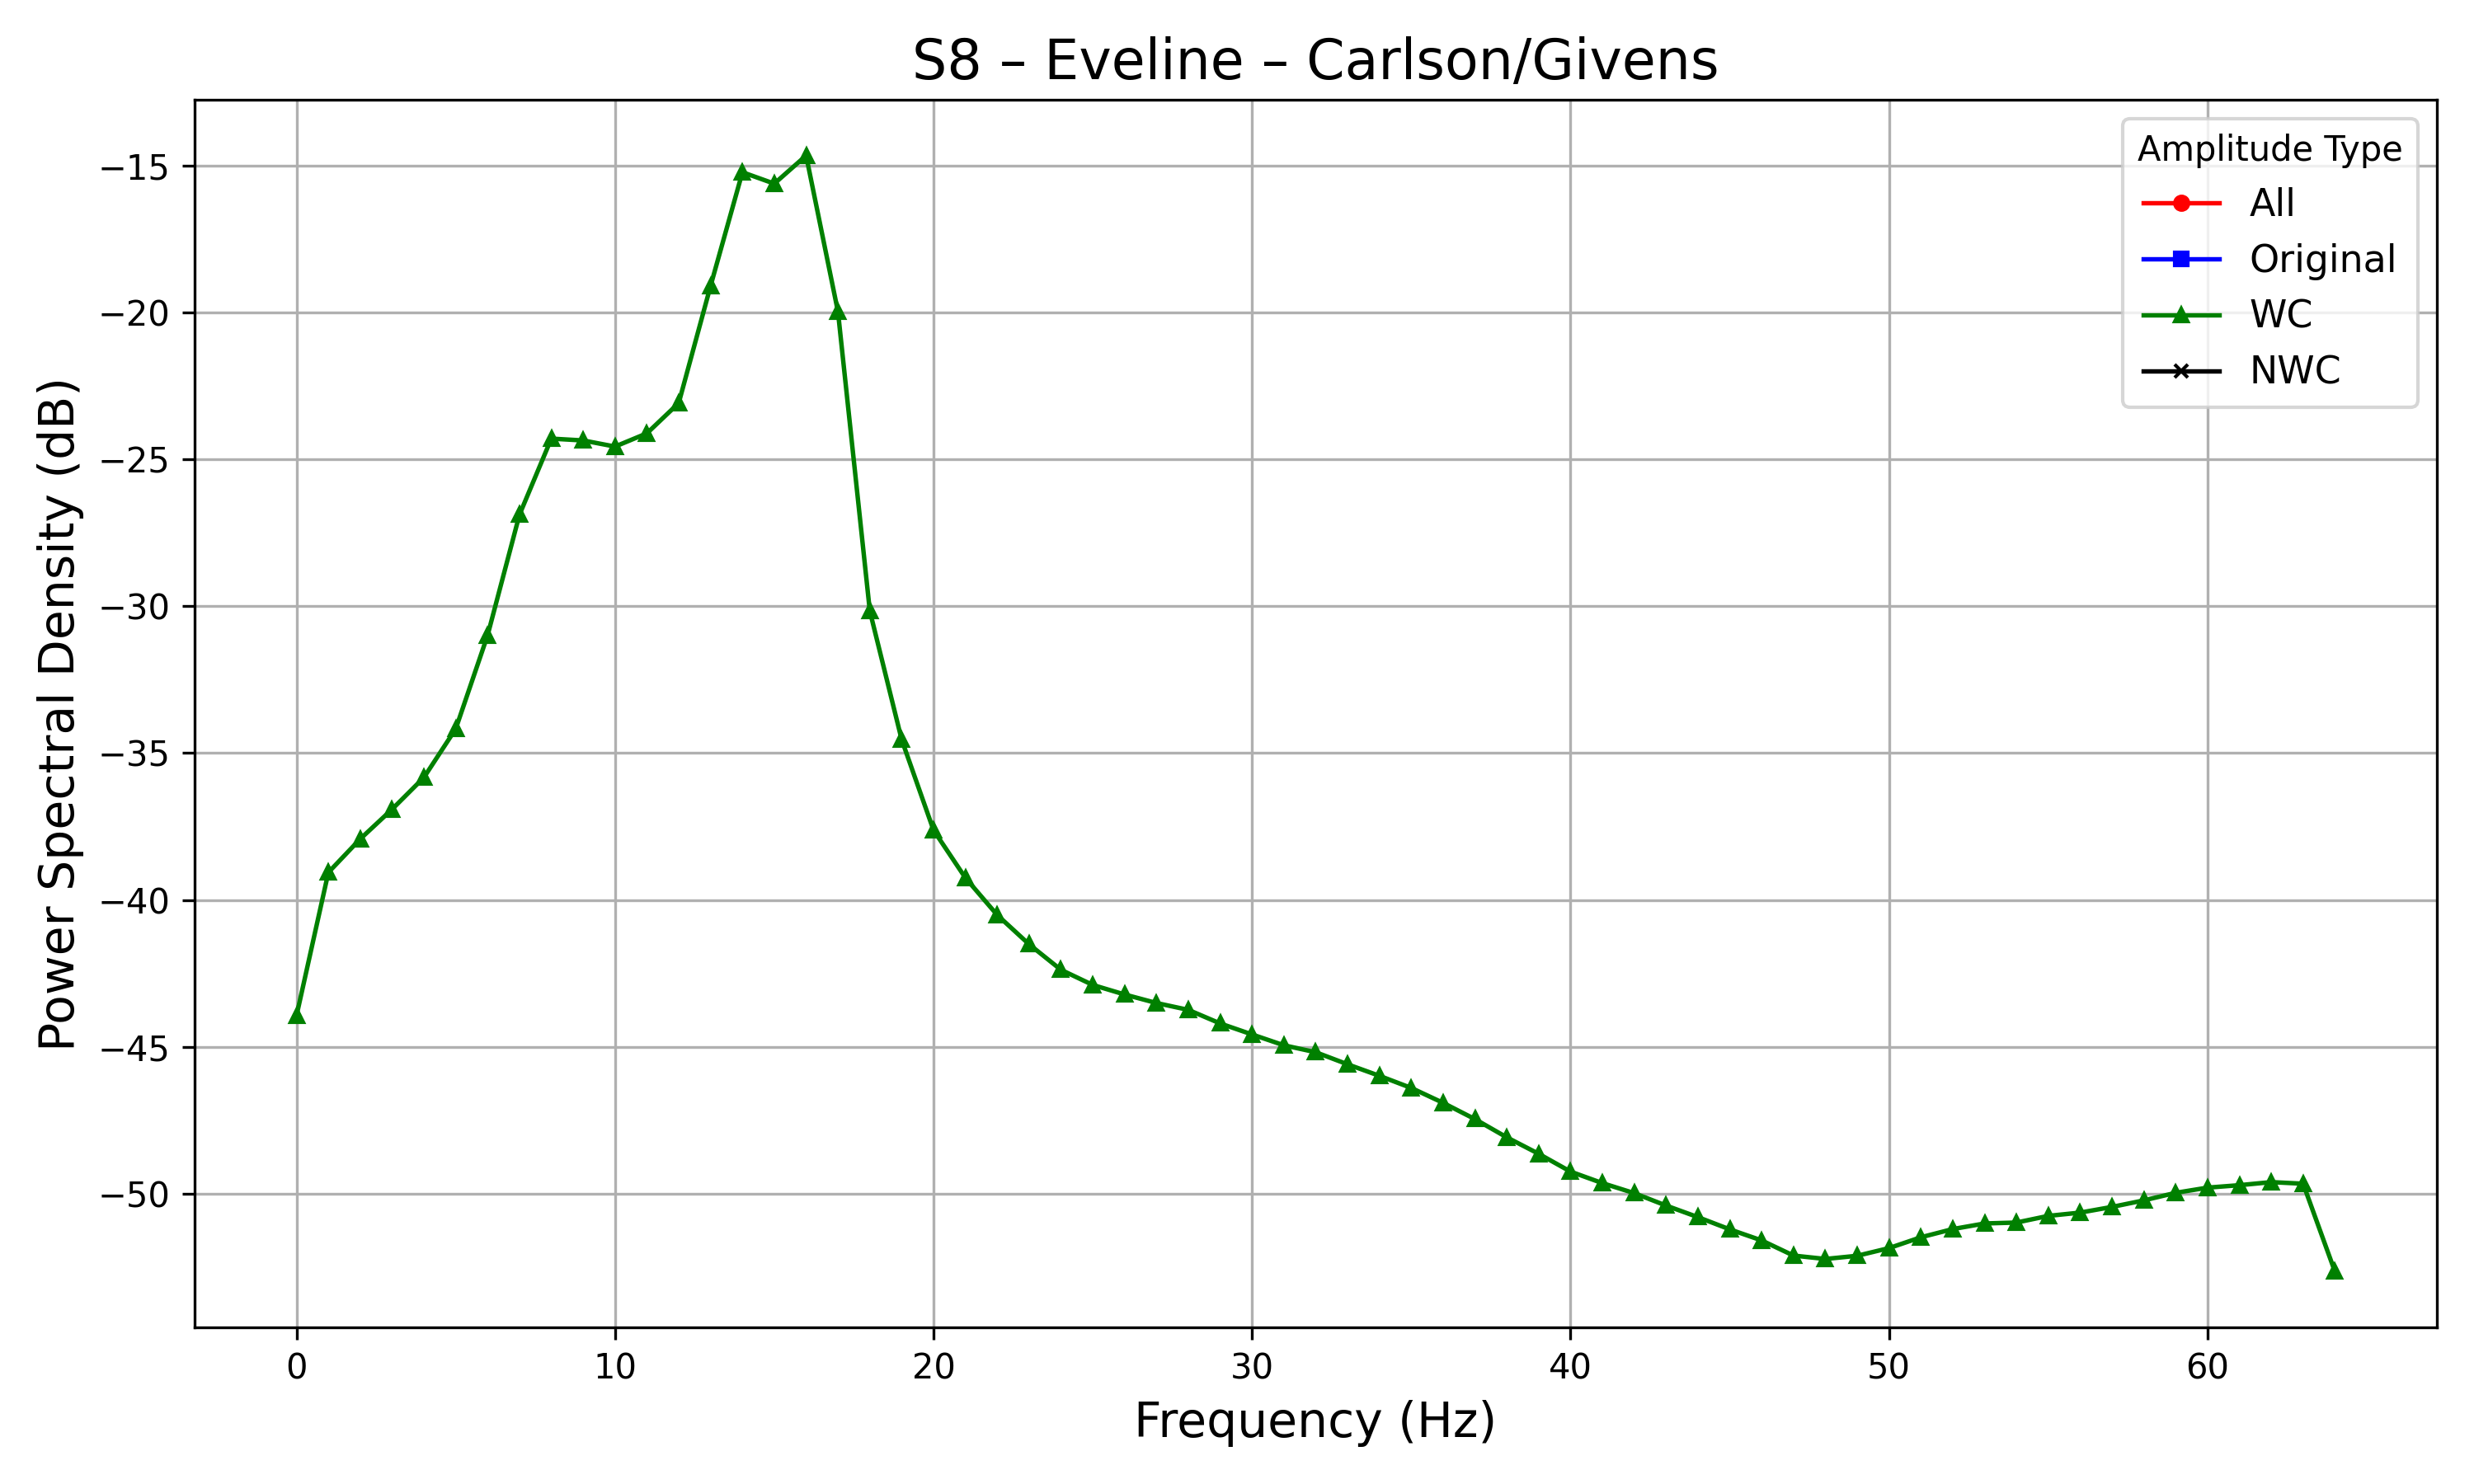 S8 – Eveline – Carlson/Givens
Amplitude Type
All
Original
WC
NWC
Power Spectral Density (dB)
−15
−20
−25
−30
−35
−40
−45
−50
0 10 20 30 40 50 60
Frequency (Hz)